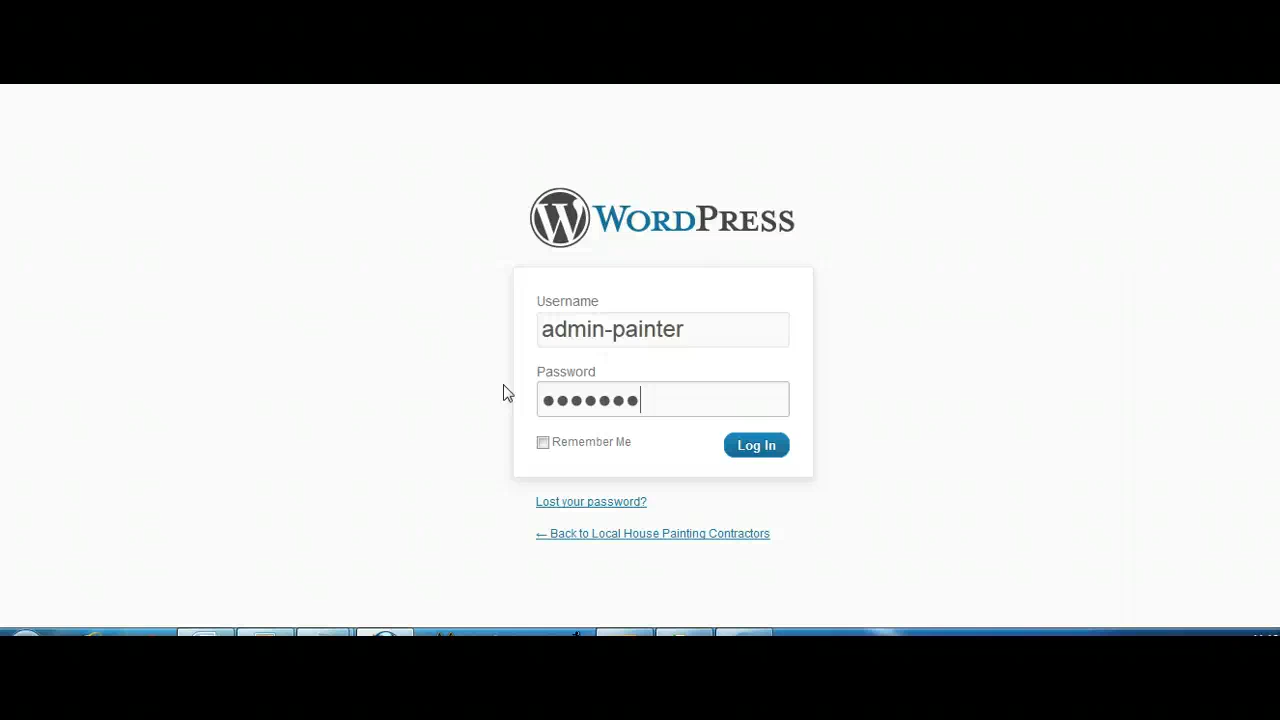 WORDPRESS
Username
admin-painter
Password
Remember Me
Log In
Lost your password?
← Back to Local House Painting Contractors